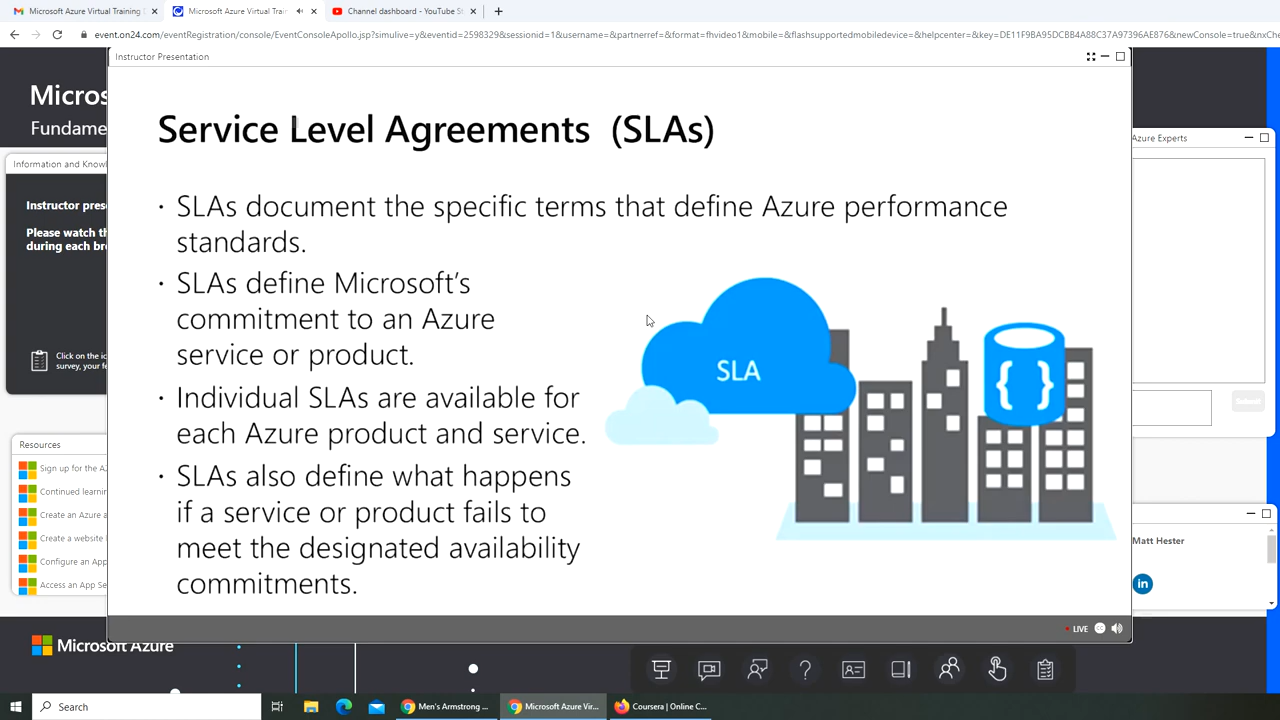 Microsoft Azure Virtual Training D
Microsoft Azure Virtual Train
Channel dashboard - YouTube St
event.on24.com/eventRegistration/console/EventConsoleApollo.jsp?simulive=y&eventid=2598329&sessionid=1&username=&partnerref=&format=fhvideo1&mobile=&flashsupportedmobiledevice=&helpcenter=&key=DE11F9BA95DCBB4A88C37A97396AE876&newConsole=true&nxChe
Instructor Presentation
Micros
Fundame
Service Level Agreements (SLAs)
Azure Experts
Information and Knowl
Instructor pres
Please watch th
during each bre
• SLAs document the specific terms that define Azure performance
standards.
• SLAs define Microsoft's
commitment to an Azure
service or product.
SLA
{ }
Click on the ic
survey, your fe
• Individual SLAs are available for
each Azure product and service.
Submit
Resources
Sign up for the AZ
Continued learnin
Create an Azure a
Create a website
Configure an App
Access an App Se
• SLAs also define what happens
if a service or product fails to
meet the designated availability
commitments.
Matt Hester
in
LIVE
CC
Microsoft Azure
Search
Men's Armstrong ...
Microsoft Azure Vir...
Coursera | Online C...